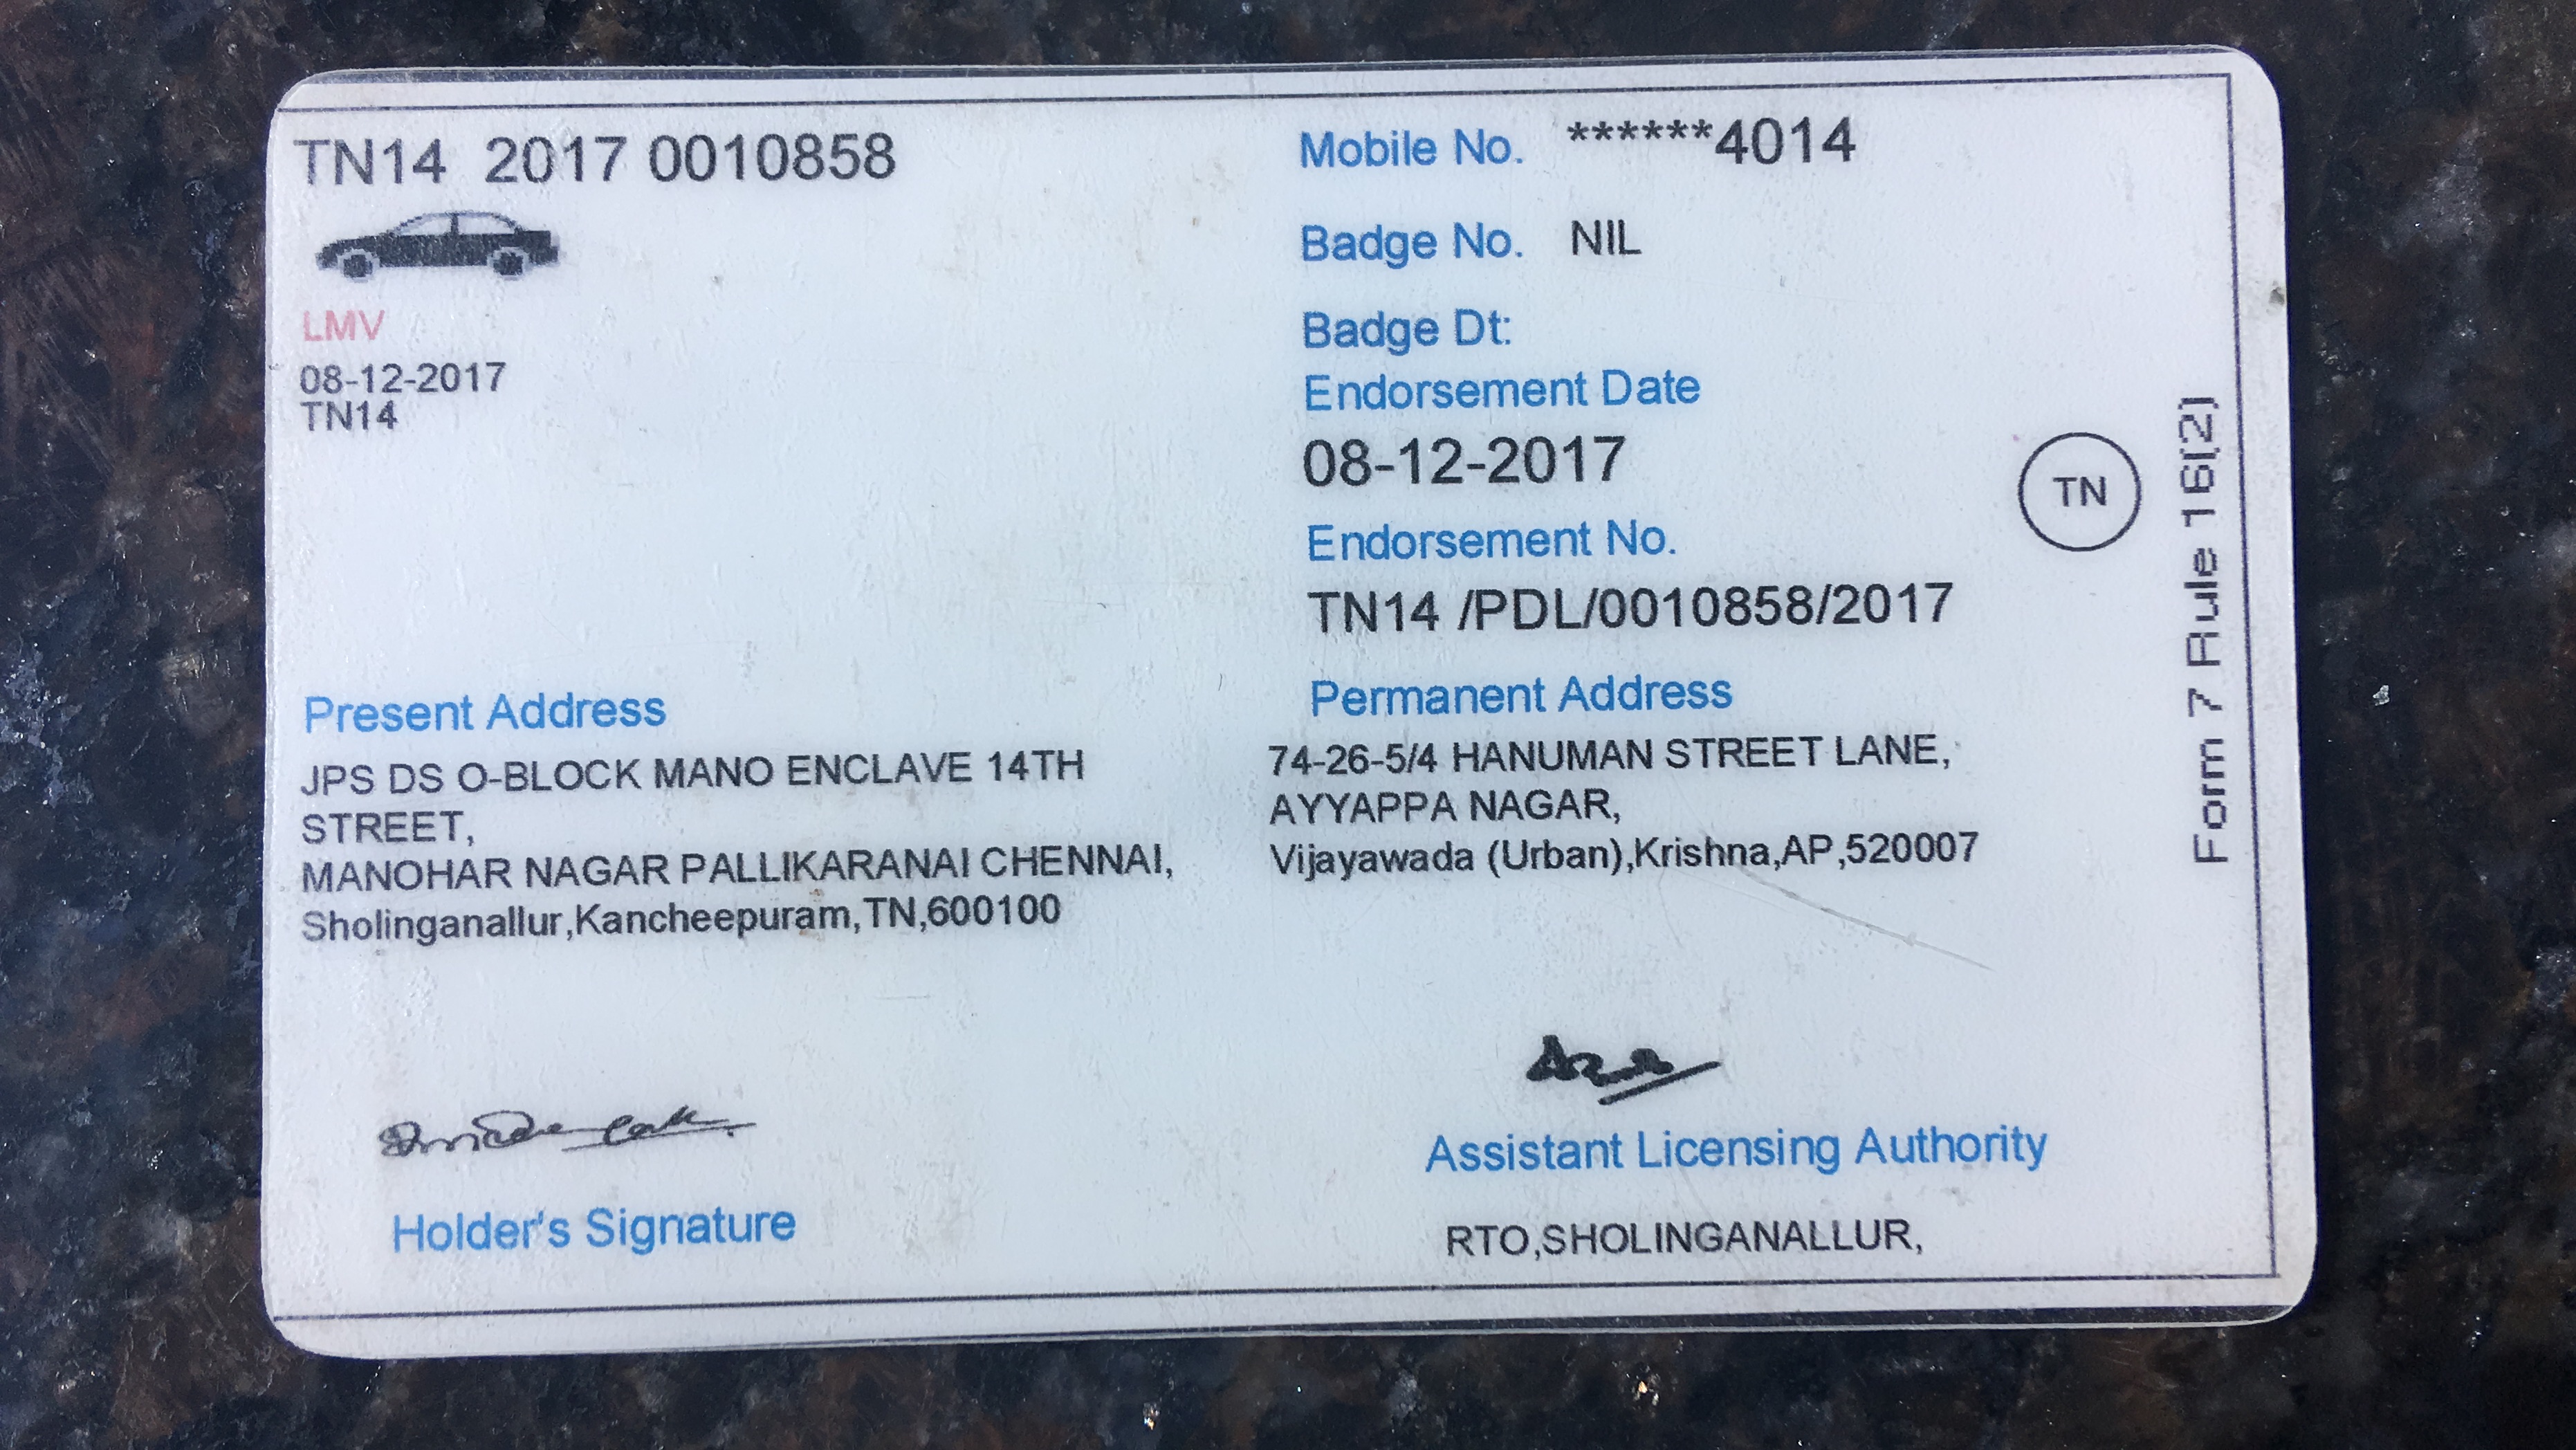 TN14 2017 0010858
LMV
08-12-2017
TN14
Mobile No. ******4014
Badge No. NIL
Badge Dt:
Endorsement Date
08-12-2017
Endorsement No.
TN14 /PDL/0010858/2017
TN
Form 7 Rule 16(2)
Present Address
JPS DS O-BLOCK MANO ENCLAVE 14TH
STREET,
MANOHAR NAGAR PALLIKARANAI CHENNAI,
Sholinganallur,Kancheepuram,TN,600100
Permanent Address
74-26-5/4 HANUMAN STREET LANE,
AYYAPPA NAGAR,
Vijayawada (Urban),Krishna,AP,520007
Holder's Signature
Assistant Licensing Authority
RTO,SHOLINGANALLUR,